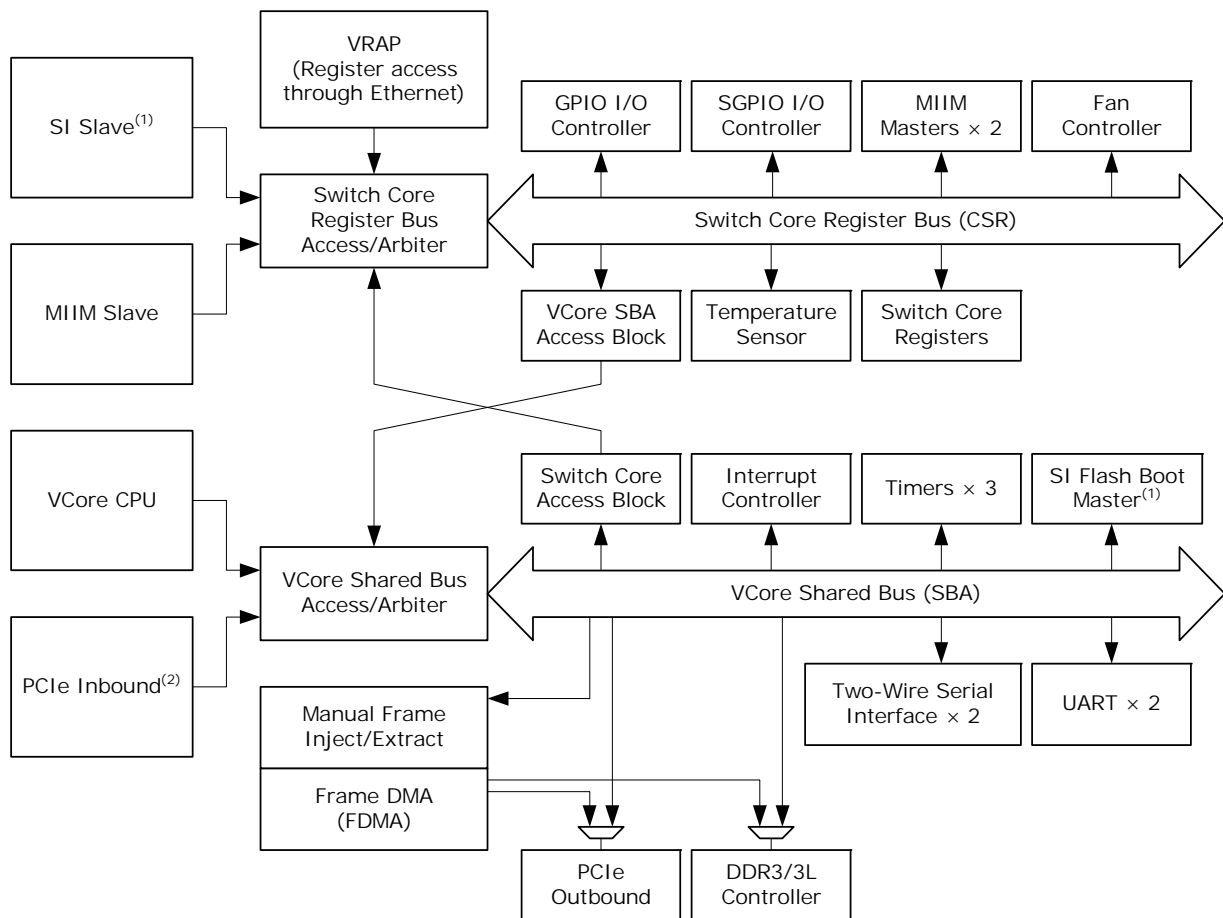 VRAP
(Register access
through Ethernet)
SI Slave(1)
GPIO I/O
Controller
SGPIO I/O
Controller
MIIM
Masters × 2
Fan
Controller
Switch Core
Register Bus
Access/Arbiter
Switch Core Register Bus (CSR)
MIIM Slave
VCore SBA
Access Block
Temperature
Sensor
Switch Core
Registers
VCore CPU
Switch Core
Access Block
Interrupt
Controller
Timers × 3
SI Flash Boot
Master(1)
VCore Shared Bus
Access/Arbiter
VCore Shared Bus (SBA)
PCIe Inbound(2)
Manual Frame
Inject/Extract
Two-Wire Serial
Interface × 2
UART × 2
Frame DMA
(FDMA)
PCIe
Outbound
DDR3/3L
Controller